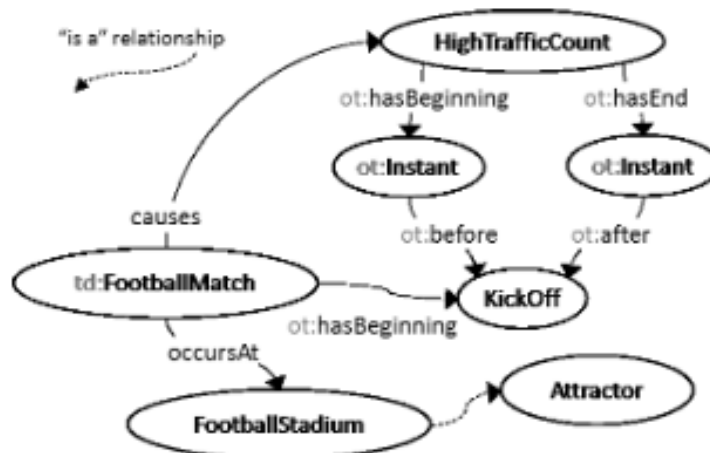 "is a" relationship
HighTrafficCount
ot:hasBeginning
ot:hasEnd
ot:Instant
ot:Instant
causes
ot:before
ot:after
td:FootballMatch
KickOff
ot:hasBeginning
occursAt
Attractor
FootballStadium